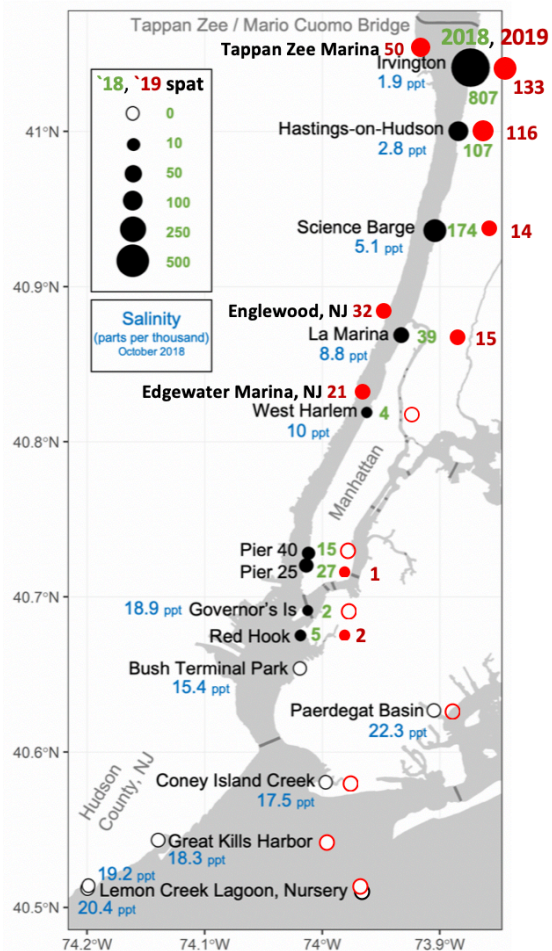 Tappan Zee / Mario Cuomo Bridge
2018, 2019
Tappan Zee Marina 50
Irvington
1.9 ppt
807
133
`18, `19 spat
0
10
50
100
250
500
41°N
Hastings-on-Hudson
116
2.8 ppt
107
Science Barge 174
14
5.1 ppt
40.9°N
Salinity
(parts per thousand)
October 2018
Englewood, NJ 32
La Marina 39
15
8.8 ppt
Edgewater Marina, NJ 21
West Harlem 4
10 ppt
40.8°N
Manhattan
Pier 40 15
Pier 25 27
1
40.7°N
18.9 ppt Governor's Is 2
Red Hook 5
2
Bush Terminal Park
15.4 ppt
Paerdegat Basin
22.3 ppt
40.6°N
Hudson
County, NJ
Coney Island Creek
17.5 ppt
Great Kills Harbor
18.3 ppt
19.2 ppt
Lemon Creek Lagoon, Nursery
20.4 ppt
40.5°N
74.2°W
74.1°W
74°W
73.9°W